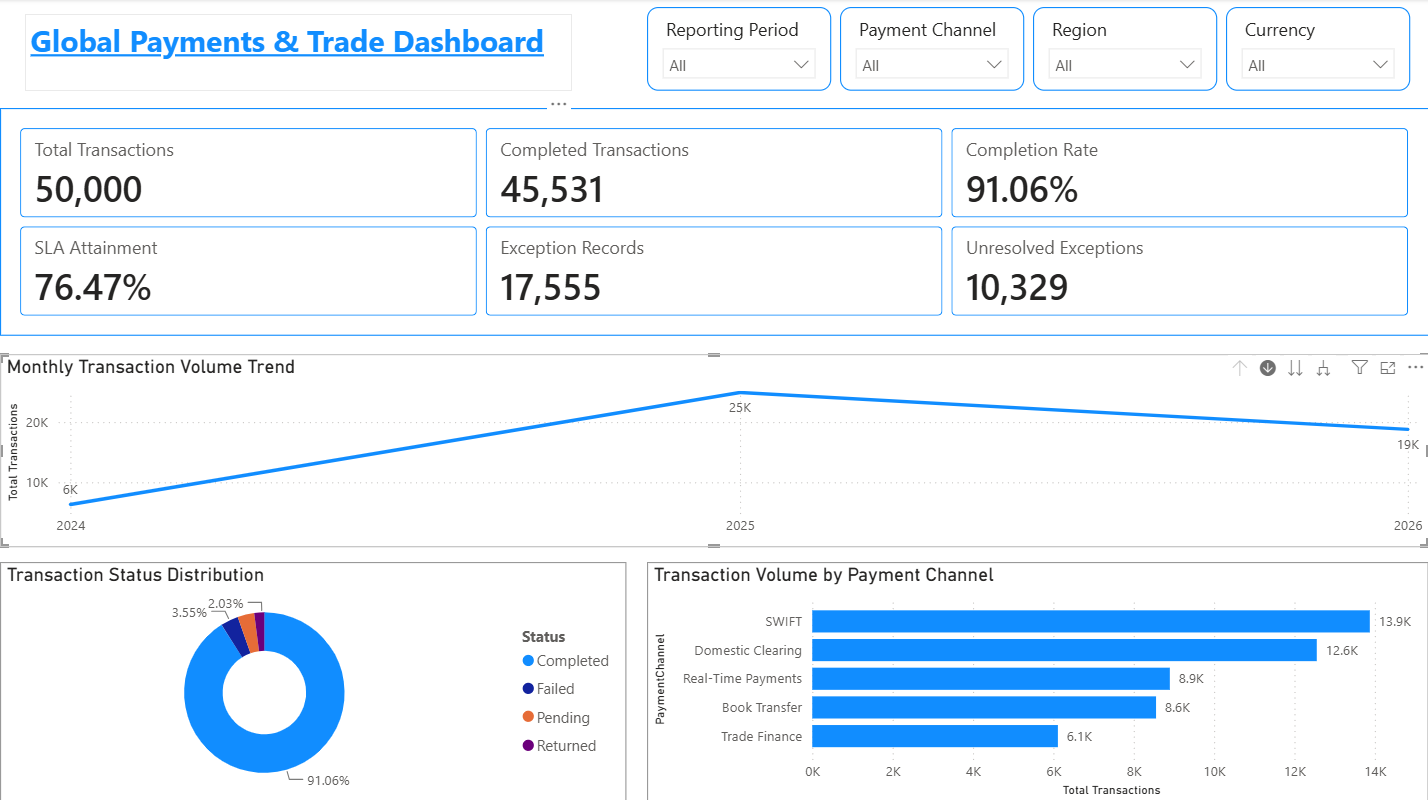 Global Payments & Trade Dashboard
Reporting Period
All
Payment Channel
All
Region
All
Currency
All
Total Transactions
50,000
Completed Transactions
45,531
Completion Rate
91.06%
SLA Attainment
76.47%
Exception Records
17,555
Unresolved Exceptions
10,329
Monthly Transaction Volume Trend
Total Transactions
20K
10K
6K
25K
19K
2024
2025
2026
Transaction Status Distribution
2.03%
3.55%
91.06%
Status
Completed
Failed
Pending
Returned
Transaction Volume by Payment Channel
PaymentChannel
SWIFT
13.9K
Domestic Clearing
12.6K
Real-Time Payments
8.9K
Book Transfer
8.6K
Trade Finance
6.1K
0K
2K
4K
6K
8K
10K
12K
14K
Total Transactions